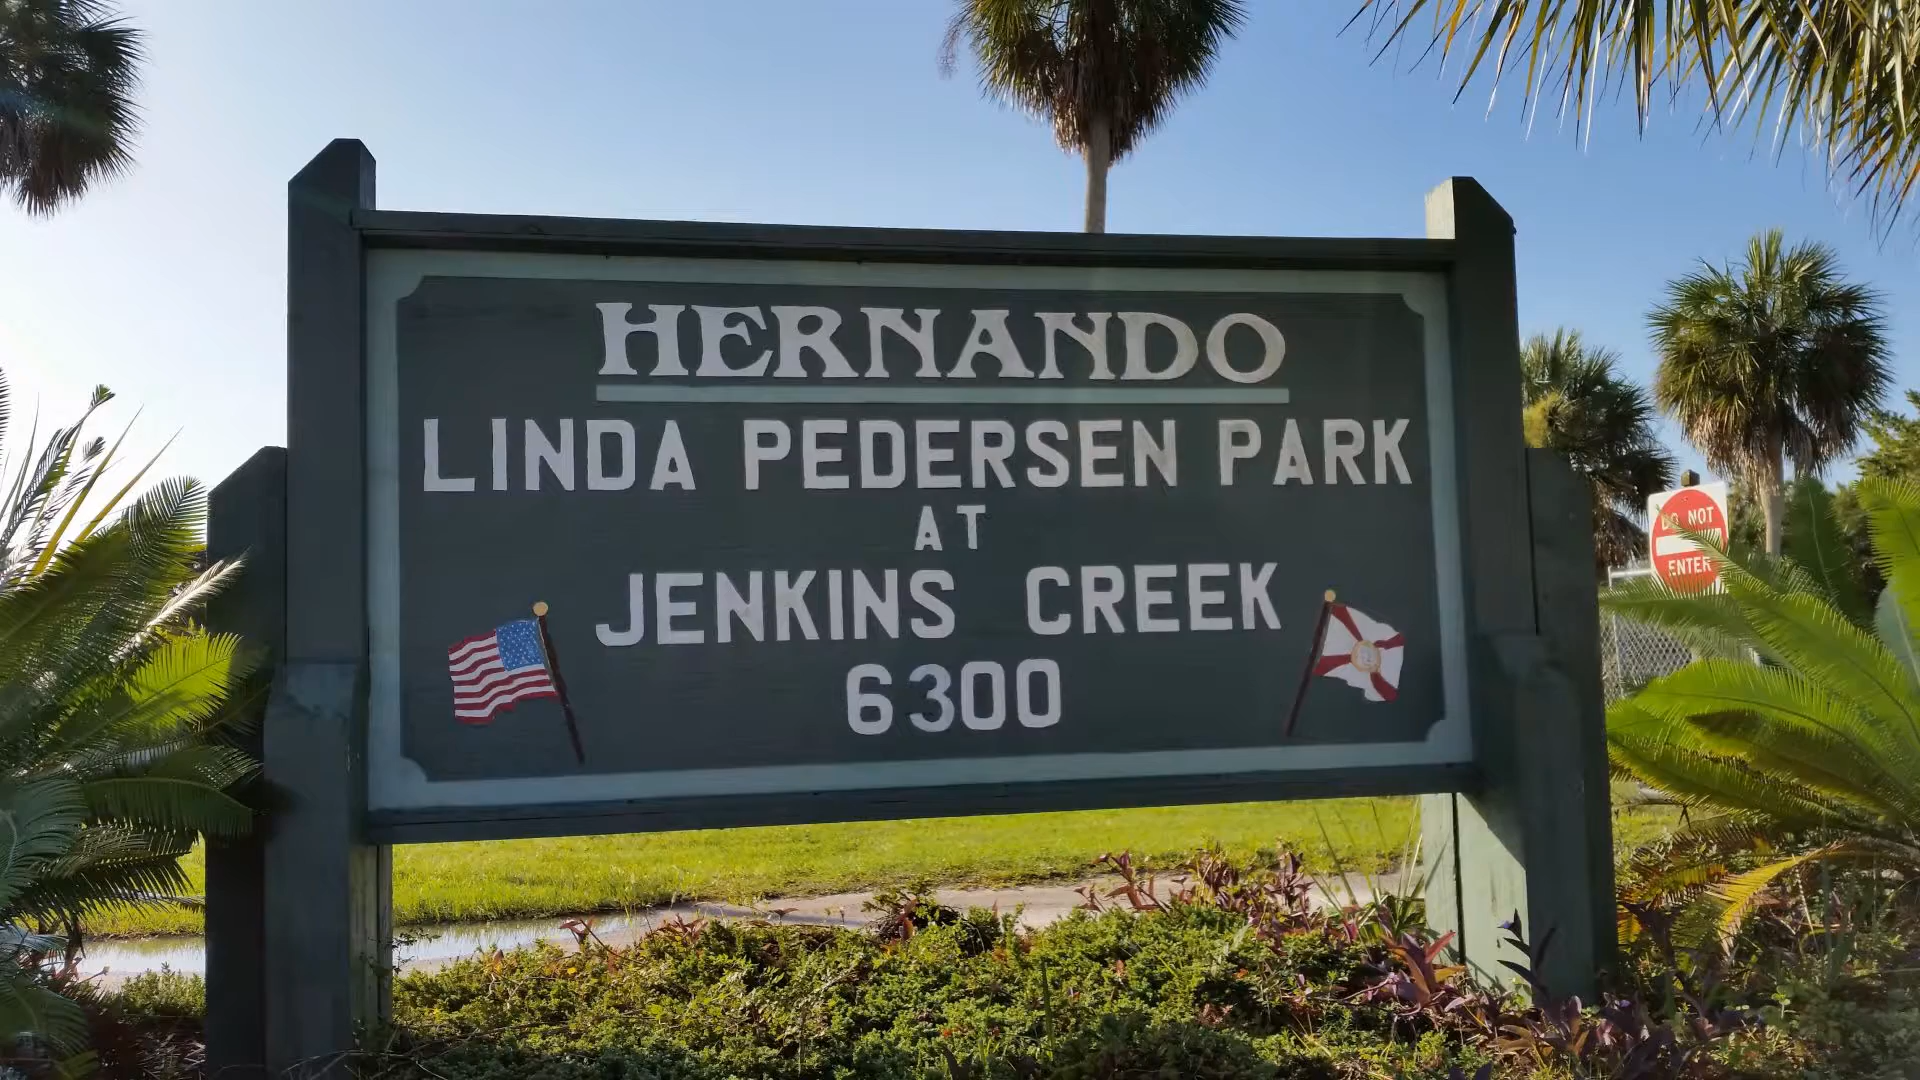 HERNANDO
LINDA PEDERSEN PARK
AT
JENKINS CREEK
6300
DO NOT
ENTER